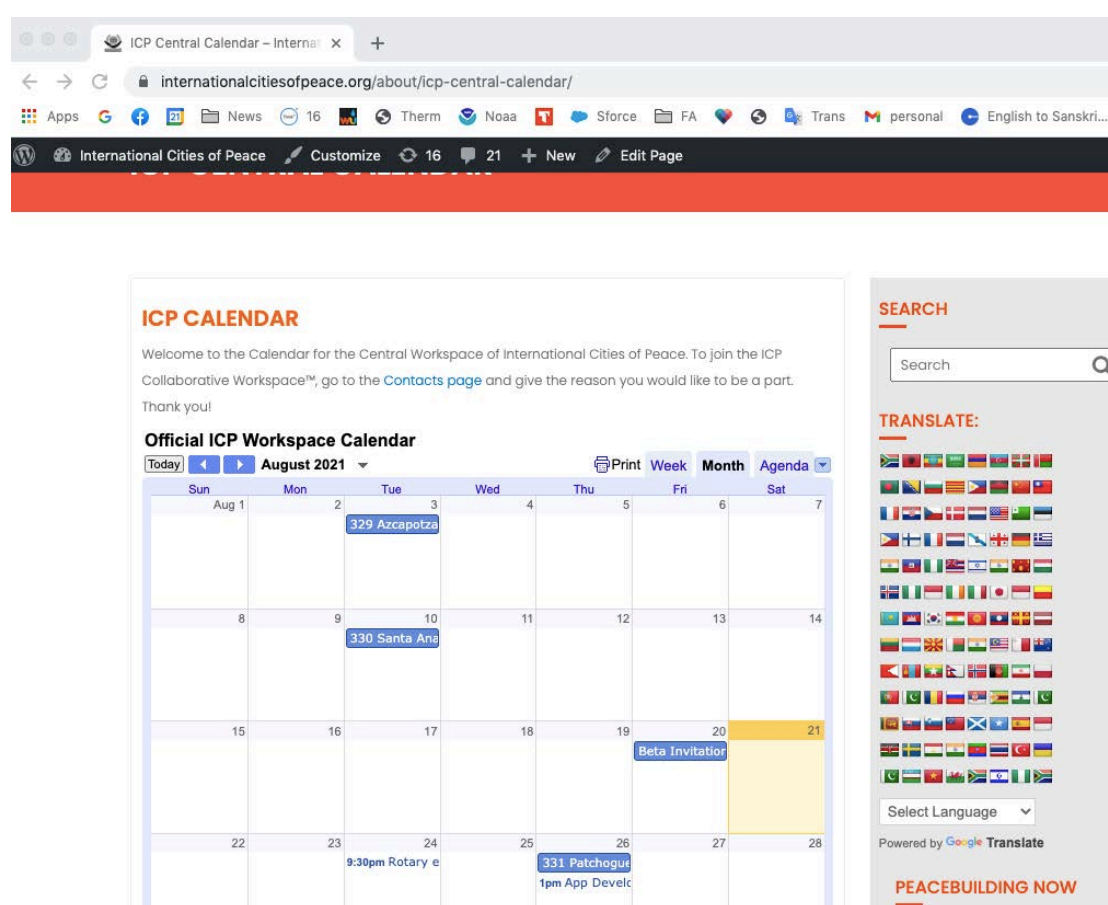 ICP Central Calendar – Interna
internationalcitiesofpeace.org/about/icp-central-calendar/
Apps 21 News 16 Therm Noaa Sforce FA Trans personal English to Sanskri...
International Cities of Peace Customize 16 21 New Edit Page
ICP CENTRAL CALENDAR
ICP CALENDAR
Welcome to the Calendar for the Central Workspace of International Cities of Peace. To join the ICP
Collaborative Workspace™, go to the Contacts page and give the reason you would like to be a part.
Thank you!
Official ICP Workspace Calendar
Today August 2021 Print Week Month Agenda
Sun Mon Tue Wed Thu Fri Sat
Aug 1 2 3 4 5 6 7
329 Azcapotza
8 9 10 11 12 13 14
330 Santa Ana
15 16 17 18 19 20 21
Beta Invitation
22 23 24 25 26 27 28
9:30pm Rotary e 331 Patchogue
1pm App Develc
SEARCH
Search
TRANSLATE:
Select Language
Powered by Google Translate
PEACEBUILDING NOW